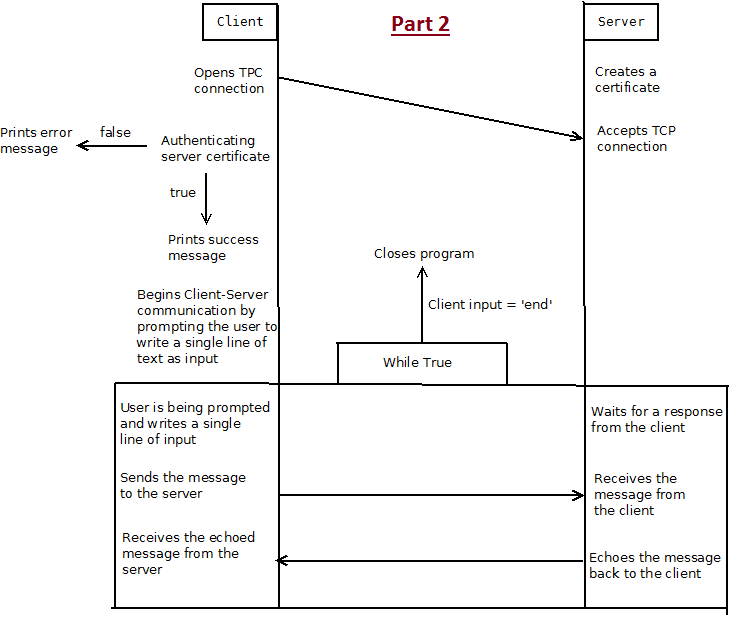 Client
Part 2
Server
Opens TPC
connection
Creates a
certificate
Prints error
message
false
Authenticating
server certificate
Accepts TCP
connection
true
Prints success
message
Closes program
Begins Client-Server
communication by
prompting the user to
write a single line of
text as input
Client input = 'end'
While True
User is being prompted
and writes a single
line of input
Waits for a response
from the client
Sends the message
to the server
Receives the
message from
the client
Receives the echoed
message from the
server
Echoes the message
back to the client